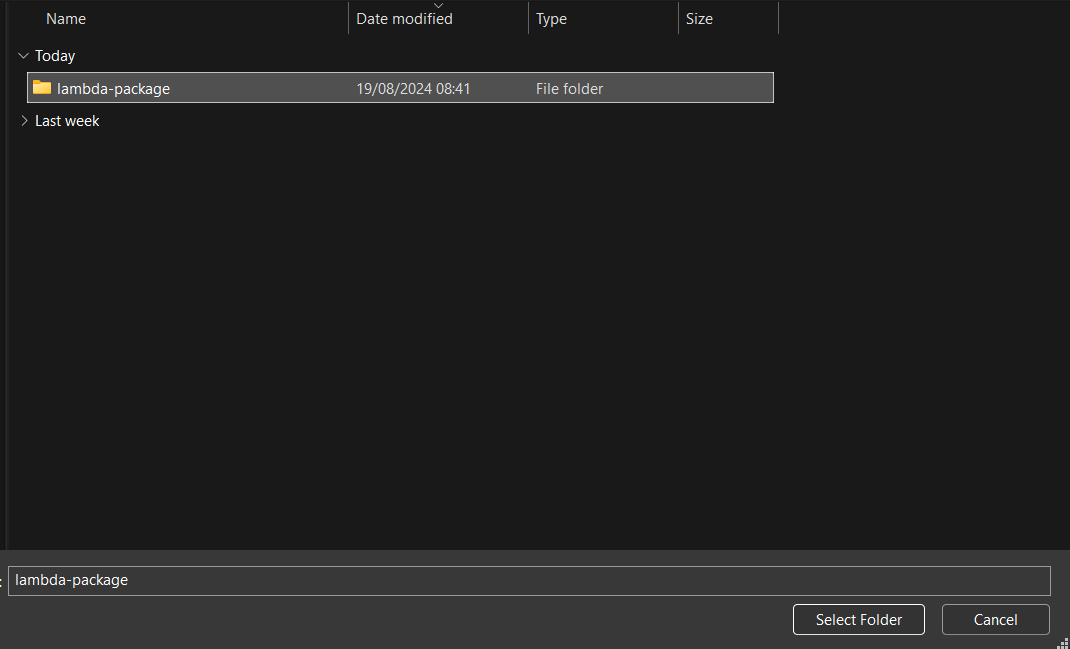 Name Date modified Type Size
Today
lambda-package 19/08/2024 08:41 File folder
Last week
: lambda-package
Select Folder Cancel